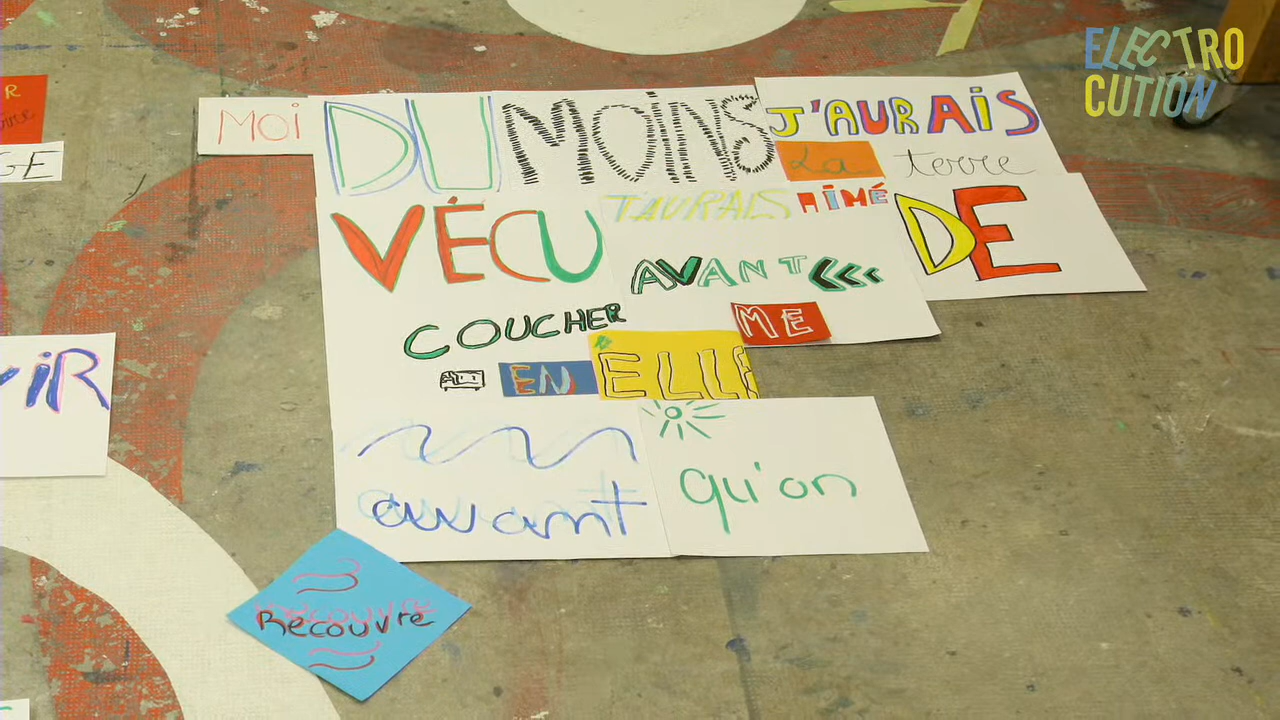 ELECTRO
CUTION
R
GE
MOI DU MOINS J'AURAIS
La terre
VÉCU J'AURAIS AIMÉ DE
AVANT
COUCHER ME
EN ELLE
IR
avant qu'on
Recouvre